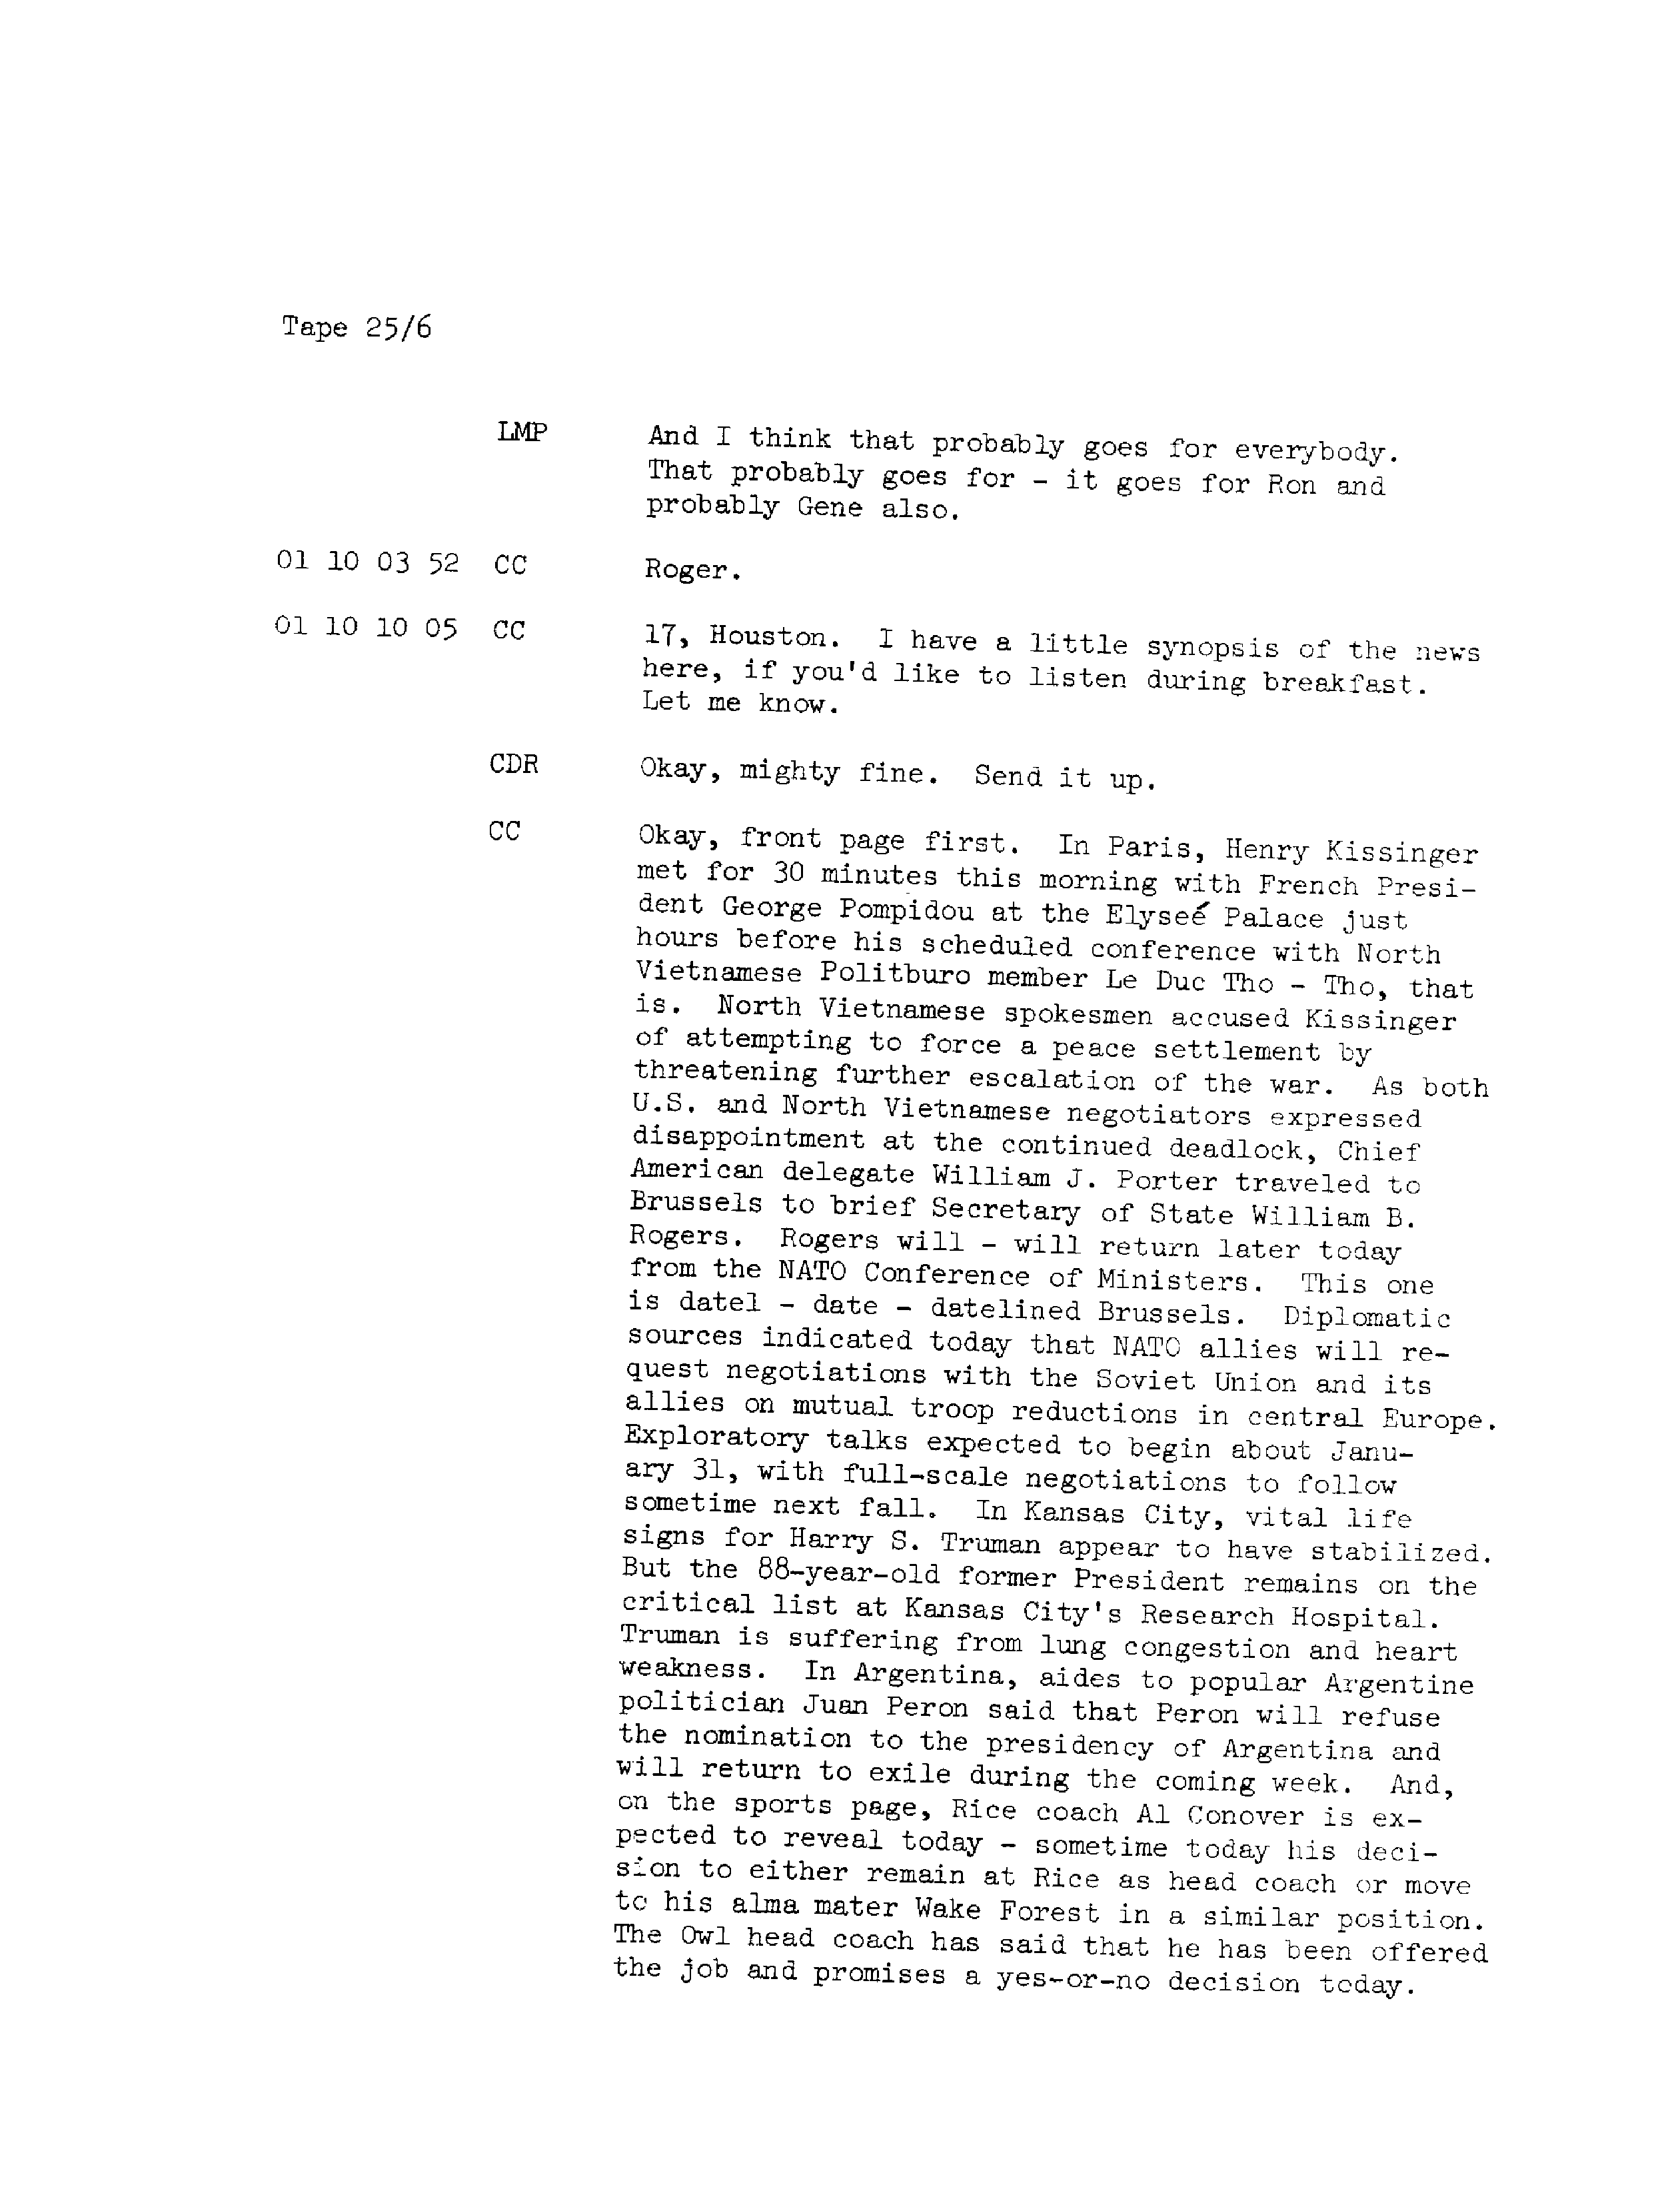 Tape 25/6
LMP And I think that probably goes for everybody.
That probably goes for - it goes for Ron and
probably Gene also.
01 10 03 52 CC Roger.
01 10 10 05 CC 17, Houston. I have a little synopsis of the news
here, if you'd like to listen during breakfast.
Let me know.
CDR Okay, mighty fine. Send it up.
CC Okay, front page first. In Paris, Henry Kissinger
met for 30 minutes this morning with French Presi-
dent George Pompidou at the Elyseé Palace just
hours before his scheduled conference with North
Vietnamese Politburo member Le Duc Tho - Tho, that
is. North Vietnamese spokesmen accused Kissinger
of attempting to force a peace settlement by
threatening further escalation of the war. As both
U.S. and North Vietnamese negotiators expressed
disappointment at the continued deadlock, Chief
American delegate William J. Porter traveled to
Brussels to brief Secretary of State William B.
Rogers. Rogers will - will return later today
from the NATO Conference of Ministers. This one
is datel - date - datelined Brussels. Diplomatic
sources indicated today that NATO allies will re-
quest negotiations with the Soviet Union and its
allies on mutual troop reductions in central Europe.
Exploratory talks expected to begin about Janu-
ary 31, with full-scale negotiations to follow
sometime next fall. In Kansas City, vital life
signs for Harry S. Truman appear to have stabilized.
But the 88-year-old former President remains on the
critical list at Kansas City's Research Hospital.
Truman is suffering from lung congestion and heart
weakness. In Argentina, aides to popular Argentine
politician Juan Peron said that Peron will refuse
the nomination to the presidency of Argentina and
will return to exile during the coming week. And,
on the sports page, Rice coach Al Conover is ex-
pected to reveal today - sometime today his deci-
sion to either remain at Rice as head coach or move
to his alma mater Wake Forest in a similar position.
The Owl head coach has said that he has been offered
the job and promises a yes-or-no decision today.